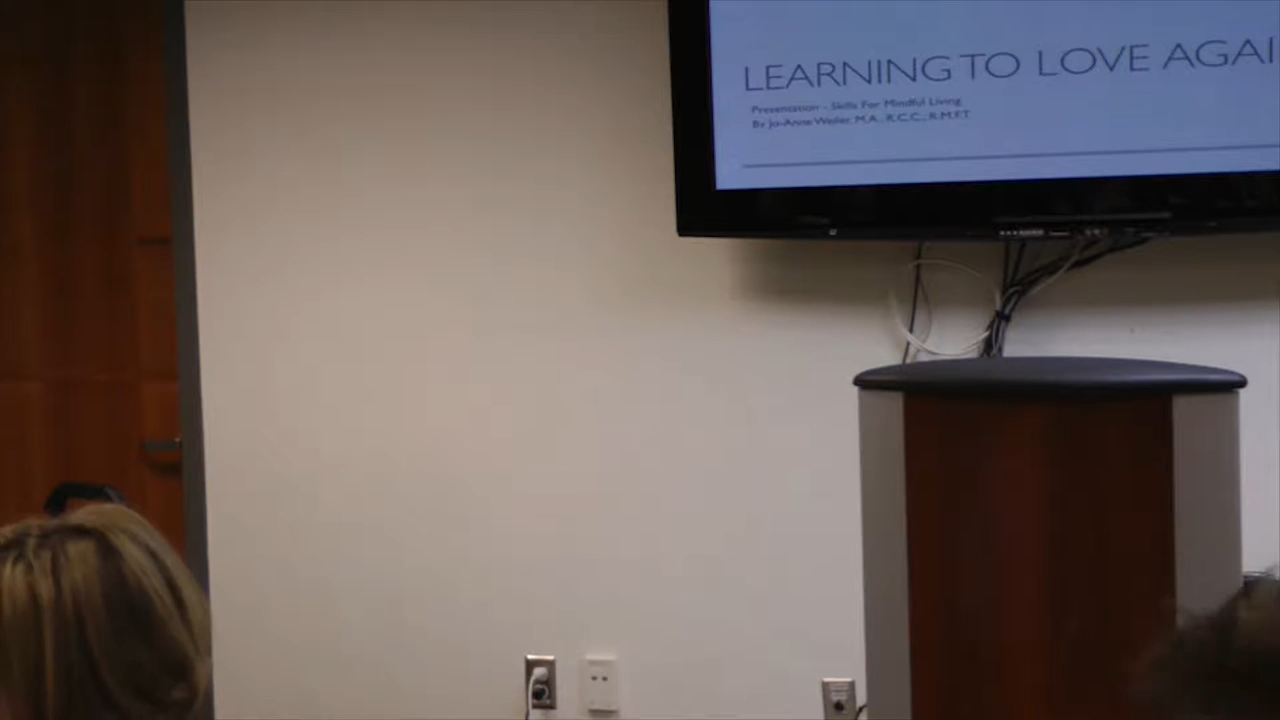 LEARNING TO LOVE AGAI
Presentation - Skills For Mindful Living
By Jo-Anne Weiler, M.A., R.C.C., R.M.F.T.